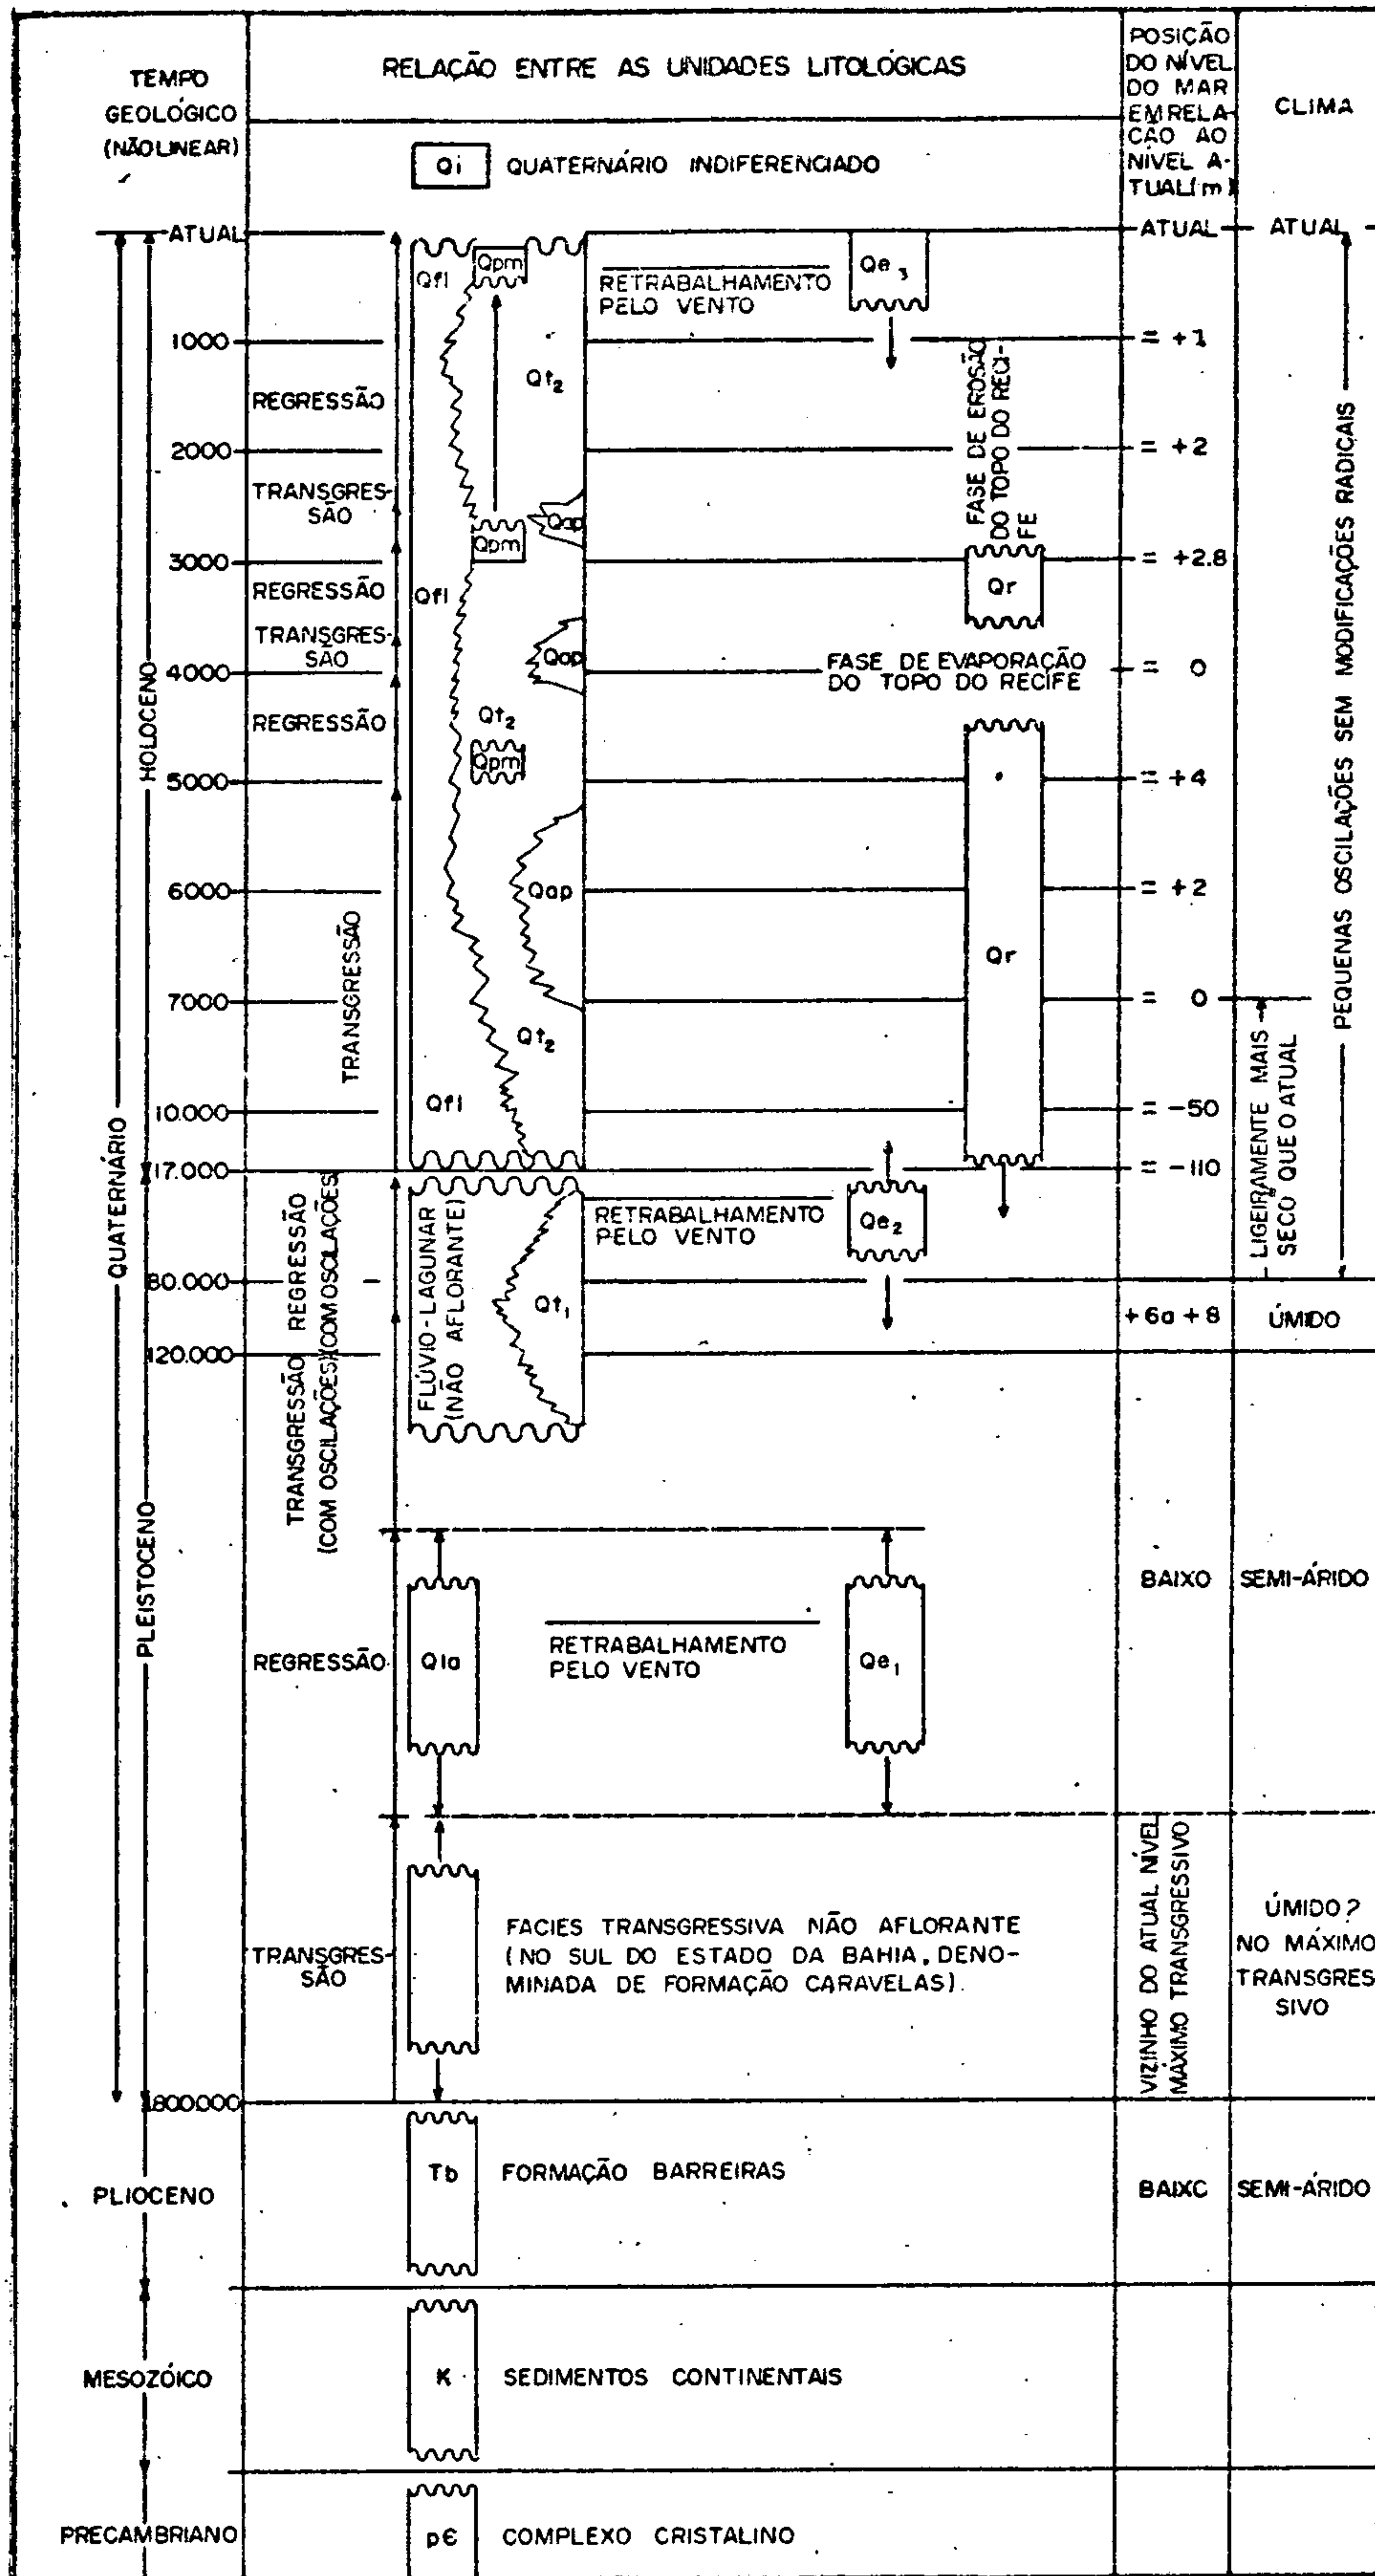 TEMPO
GEOLÓGICO
(NÃO LINEAR)
RELAÇÃO ENTRE AS UNIDADES LITOLÓGICAS
POSIÇÃO
DO NÍVEL
DO MAR
EM RELA-
CÃO AO
NÍVEL A-
TUAL(m)
CLIMA
Qi QUATERNÁRIO INDIFERENCIADO
ATUAL
ATUAL
ATUAL
Qfl
Qpm
RETRABALHAMENTO
PELO VENTO
Qe3
1000
= +1
Qt2
REGRESSÃO
FASE DE EROSÃO
DO TOPO DO RECI-
FE
2000
= +2
TRANSGRES-
SÃO
Qap
Qpm
3000
= +2.8
REGRESSÃO
Qfl
Qr
TRANSGRES-
SÃO
Qap
FASE DE EVAPORAÇÃO
DO TOPO DO RECIFE
4000
= 0
REGRESSÃO
Qt2
Qpm
5000
= +4
HOLOCENO
6000
Qap
= +2
TRANSGRESSÃO
Qr
7000
= 0
Qt2
PEQUENAS OSCILAÇÕES SEM MODIFICAÇÕES RADICAIS
Qfl
10.000
= -50
LIGEIRAMENTE MAIS
SECO QUE O ATUAL
17.000
= -110
QUATERNÁRIO
REGRESSÃO
(COM OSCILAÇÕES)
FLÚVIO-LAGUNAR
(NÃO AFLORANTE)
RETRABALHAMENTO
PELO VENTO
Qe2
80.000
Qt1
+6a +8
ÚMIDO
120.000
TRANSGRESSÃO
(COM OSCILAÇÕES)
PLEISTOCENO
BAIXO
SEMI-ÁRIDO
REGRESSÃO
Qla
RETRABALHAMENTO
PELO VENTO
Qe1
TRANSGRES-
SÃO
FACIES TRANSGRESSIVA NÃO AFLORANTE
(NO SUL DO ESTADO DA BAHIA, DENO-
MINADA DE FORMAÇÃO CARAVELAS).
VIZINHO DO ATUAL NÍVEL
MÁXIMO TRANSGRESSIVO
ÚMIDO?
NO MÁXIMO
TRANSGRES
SIVO
1800.000
PLIOCENO
Tb
FORMAÇÃO BARREIRAS
BAIXC
SEMI-ÁRIDO
MESOZÓICO
K
SEDIMENTOS CONTINENTAIS
PRECAMBRIANO
p€
COMPLEXO CRISTALINO